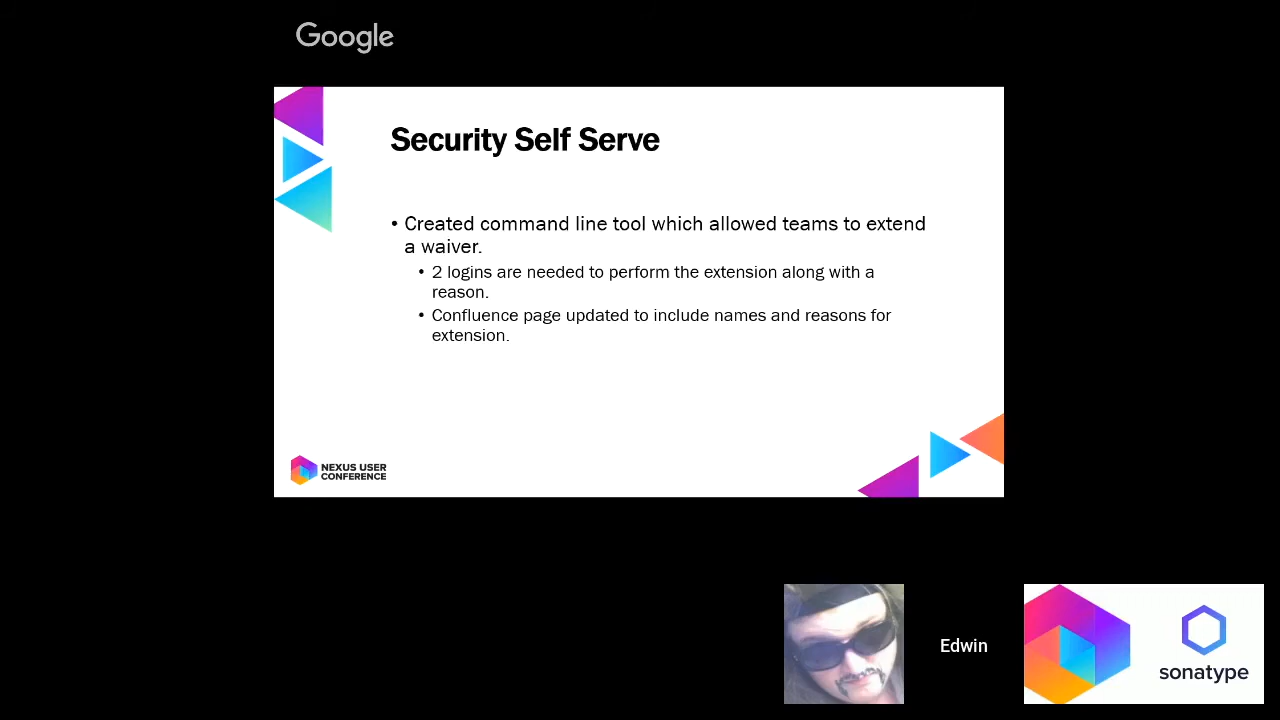 Google
Security Self Serve
• Created command line tool which allowed teams to extend
a waiver.
• 2 logins are needed to perform the extension along with a
reason.
• Confluence page updated to include names and reasons for
extension.
NEXUS USER
CONFERENCE
Edwin
sonatype